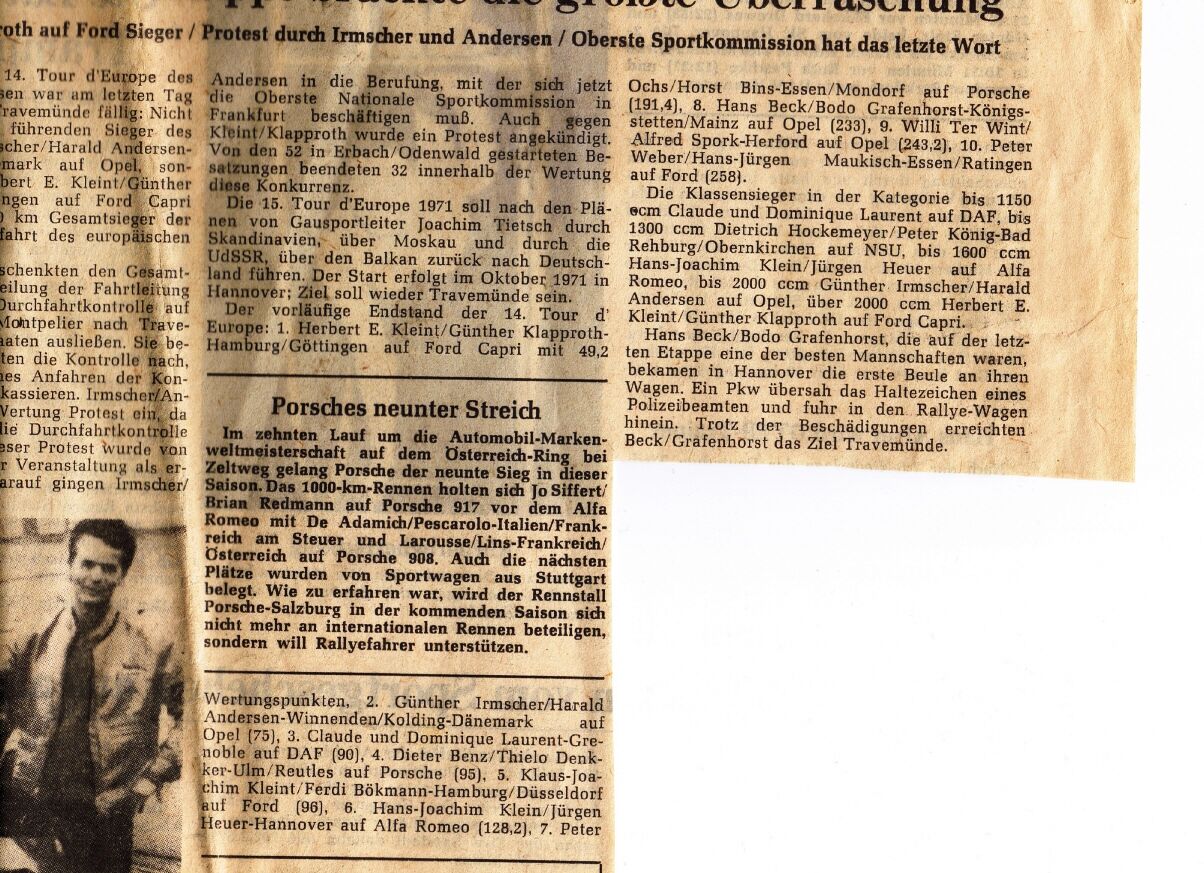 die größte Überraschung
roth auf Ford Sieger / Protest durch Irmscher und Andersen / Oberste Sportkommission hat das letzte Wort
14. Tour d'Europe des
sen war am letzten Tag
ravemünde fällig: Nicht
führenden Sieger des
scher/Harald Andersen-
mark auf Opel, son-
bert E. Kleint/Günther
ngen auf Ford Capri
0 km Gesamtsieger der
fahrt des europäischen
schenkten den Gesamt-
eilung der Fahrtleitung
Durchfahrtkontrolle auf
Montpelier nach Trave-
aten ausließen. Sie be-
ten die Kontrolle nach,
nes Anfahren der Kon-
kassieren. Irmscher/An-
Wertung Protest ein, da
die Durchfahrtkontrolle
eser Protest wurde von
r Veranstaltung als er-
arauf gingen Irmscher/
Andersen in die Berufung, mit der sich jetzt
die Oberste Nationale Sportkommission in
Frankfurt beschäftigen muß. Auch gegen
Kleint/Klapproth wurde ein Protest angekündigt.
Von den 52 in Erbach/Odenwald gestarteten Be-
satzungen beendeten 32 innerhalb der Wertung
diese Konkurrenz.
Die 15. Tour d'Europe 1971 soll nach den Plä-
nen von Gausportleiter Joachim Tietsch durch
Skandinavien, über Moskau und durch die
UdSSR, über den Balkan zurück nach Deutsch-
land führen. Der Start erfolgt im Oktober 1971 in
Hannover; Ziel soll wieder Travemünde sein.
Der vorläufige Endstand der 14. Tour d'
Europe: 1. Herbert E. Kleint/Günther Klapproth-
Hamburg/Göttingen auf Ford Capri mit 49,2
Porsches neunter Streich
Im zehnten Lauf um die Automobil-Marken-
weltmeisterschaft auf dem Österreich-Ring bei
Zeltweg gelang Porsche der neunte Sieg in dieser
Saison. Das 1000-km-Rennen holten sich Jo Siffert/
Brian Redmann auf Porsche 917 vor dem Alfa
Romeo mit De Adamich/Pescarolo-Italien/Frank-
reich am Steuer und Larousse/Lins-Frankreich/
Österreich auf Porsche 908. Auch die nächsten
Plätze wurden von Sportwagen aus Stuttgart
belegt. Wie zu erfahren war, wird der Rennstall
Porsche-Salzburg in der kommenden Saison sich
nicht mehr an internationalen Rennen beteiligen,
sondern will Rallyefahrer unterstützen.
Wertungspunkten, 2. Günther Irmscher/Harald
Andersen-Winnenden/Kolding-Dänemark auf
Opel (75), 3. Claude und Dominique Laurent-Gre-
noble auf DAF (90), 4. Dieter Benz/Thielo Denk-
ker-Ulm/Reutles auf Porsche (95), 5. Klaus-Joa-
chim Kleint/Ferdi Bökmann-Hamburg/Düsseldorf
auf Ford (96), 6. Hans-Joachim Klein/Jürgen
Heuer-Hannover auf Alfa Romeo (128,2), 7. Peter
Ochs/Horst Bins-Essen/Mondorf auf Porsche
(191,4), 8. Hans Beck/Bodo Grafenhorst-Königs-
stetten/Mainz auf Opel (233), 9. Willi Ter Wint/
Alfred Spork-Herford auf Opel (243,2), 10. Peter
Weber/Hans-Jürgen Maukisch-Essen/Ratingen
auf Ford (258).
Die Klassensieger in der Kategorie bis 1150
ccm Claude und Dominique Laurent auf DAF, bis
1300 ccm Dietrich Hockemeyer/Peter König-Bad
Rehburg/Obernkirchen auf NSU, bis 1600 ccm
Hans-Joachim Klein/Jürgen Heuer auf Alfa
Romeo, bis 2000 ccm Günther Irmscher/Harald
Andersen auf Opel, über 2000 ccm Herbert E.
Kleint/Günther Klapproth auf Ford Capri.
Hans Beck/Bodo Grafenhorst, die auf der letz-
ten Etappe eine der besten Mannschaften waren,
bekamen in Hannover die erste Beule an ihren
Wagen. Ein Pkw übersah das Haltezeichen eines
Polizeibeamten und fuhr in den Rallye-Wagen
hinein. Trotz der Beschädigungen erreichten
Beck/Grafenhorst das Ziel Travemünde.